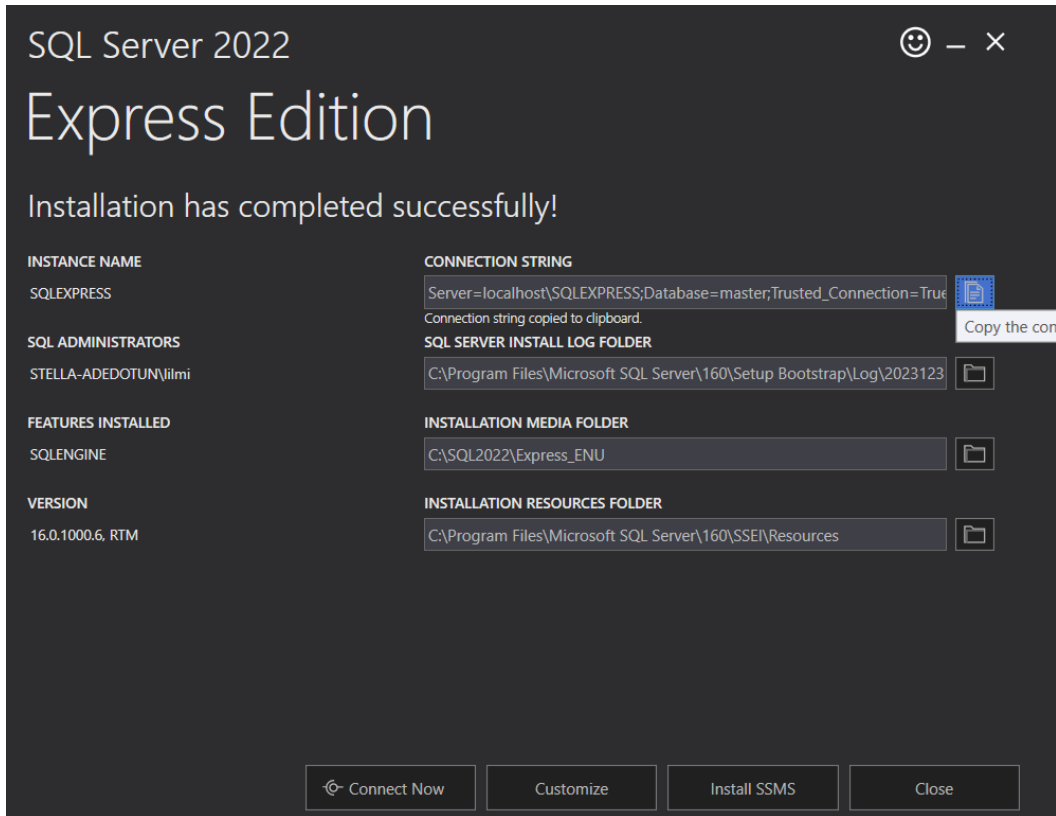 SQL Server 2022
Express Edition
Installation has completed successfully!
INSTANCE NAME
SQLEXPRESS
CONNECTION STRING
Server=localhost\SQLEXPRESS;Database=master;Trusted_Connection=True
Connection string copied to clipboard.
Copy the con
SQL ADMINISTRATORS
STELLA-ADEDOTUN\lilmi
SQL SERVER INSTALL LOG FOLDER
C:\Program Files\Microsoft SQL Server\160\Setup Bootstrap\Log\2023123
FEATURES INSTALLED
SQLENGINE
INSTALLATION MEDIA FOLDER
C:\SQL2022\Express_ENU
VERSION
16.0.1000.6, RTM
INSTALLATION RESOURCES FOLDER
C:\Program Files\Microsoft SQL Server\160\SSEI\Resources
Connect Now
Customize
Install SSMS
Close